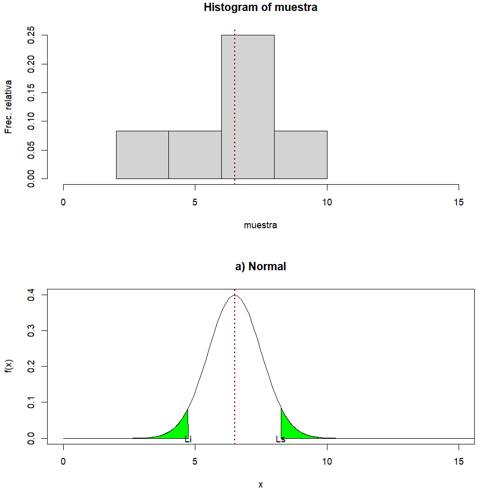 Histogram of muestra
Frec. relativa
0.00 0.05 0.10 0.15 0.20 0.25
0 5 10 15
muestra
a) Normal
f(x)
0.0 0.1 0.2 0.3 0.4
Li Ls
0 5 10 15
x